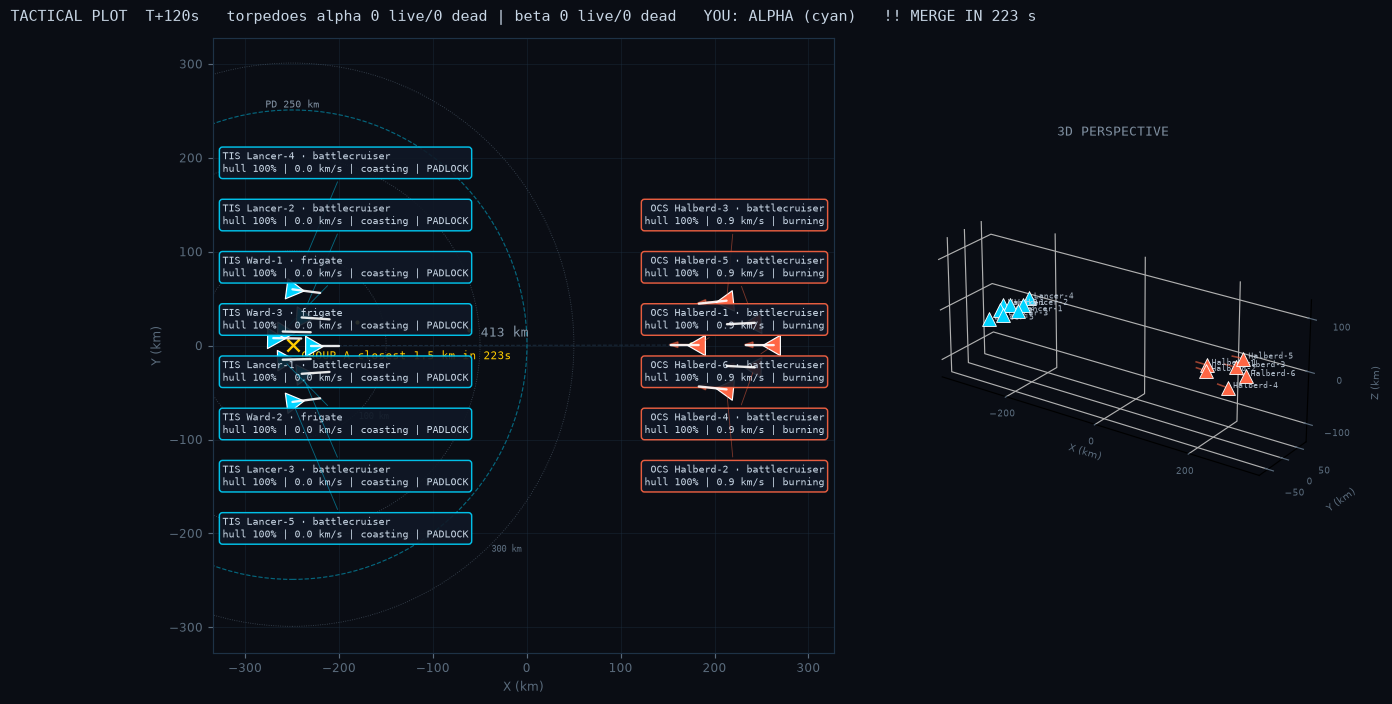 TACTICAL PLOT  T+120s   torpedoes alpha 0 live/0 dead | beta 0 live/0 dead   YOU: ALPHA (cyan)   !! MERGE IN 223 s
3D PERSPECTIVE
PD 250 km
TIS Lancer-4 · battlecruiser
hull 100% | 0.0 km/s | coasting | PADLOCK
TIS Lancer-2 · battlecruiser
hull 100% | 0.0 km/s | coasting | PADLOCK
TIS Ward-1 · frigate
hull 100% | 0.0 km/s | coasting | PADLOCK
TIS Ward-3 · frigate
hull 100% | 0.0 km/s | coasting | PADLOCK
TIS Lancer-1 · battlecruiser
hull 100% | 0.0 km/s | coasting | PADLOCK
TIS Ward-2 · frigate
hull 100% | 0.0 km/s | coasting | PADLOCK
TIS Lancer-3 · battlecruiser
hull 100% | 0.0 km/s | coasting | PADLOCK
TIS Lancer-5 · battlecruiser
hull 100% | 0.0 km/s | coasting | PADLOCK
413 km
closest 1.5 km in 223s
300 km
OCS Halberd-3 · battlecruiser
hull 100% | 0.9 km/s | burning
OCS Halberd-5 · battlecruiser
hull 100% | 0.9 km/s | burning
OCS Halberd-1 · battlecruiser
hull 100% | 0.9 km/s | burning
OCS Halberd-6 · battlecruiser
hull 100% | 0.9 km/s | burning
OCS Halberd-4 · battlecruiser
hull 100% | 0.9 km/s | burning
OCS Halberd-2 · battlecruiser
hull 100% | 0.9 km/s | burning
300
200
100
0
−100
−200
−300
Y (km)
−300
−200
−100
0
100
200
300
X (km)
Lancer-4
Halberd-5
Halberd-6
Halberd-4
−200
0
200
X (km)
−50
0
50
Y (km)
100
0
−100
Z (km)